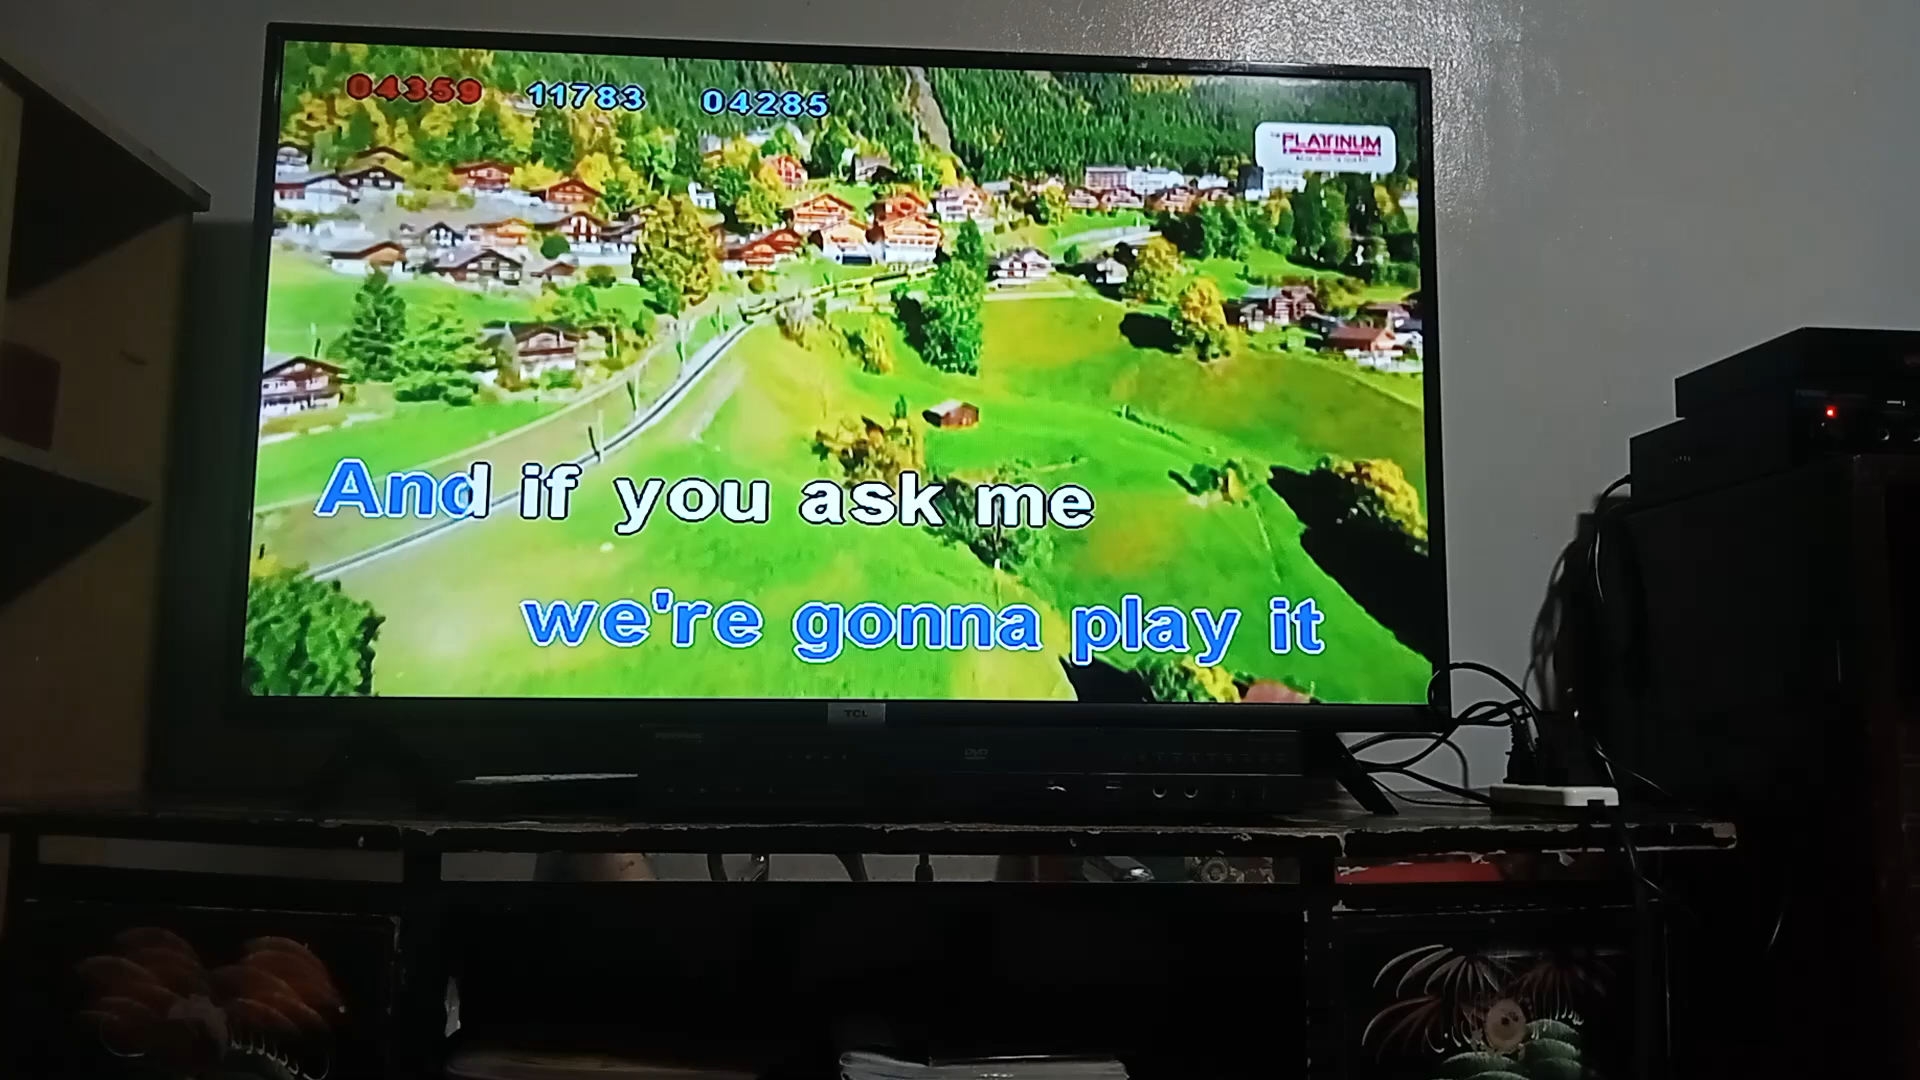 04359 11783 04285
PLATINUM
And if you ask me
we're gonna play it
TCL
DVD